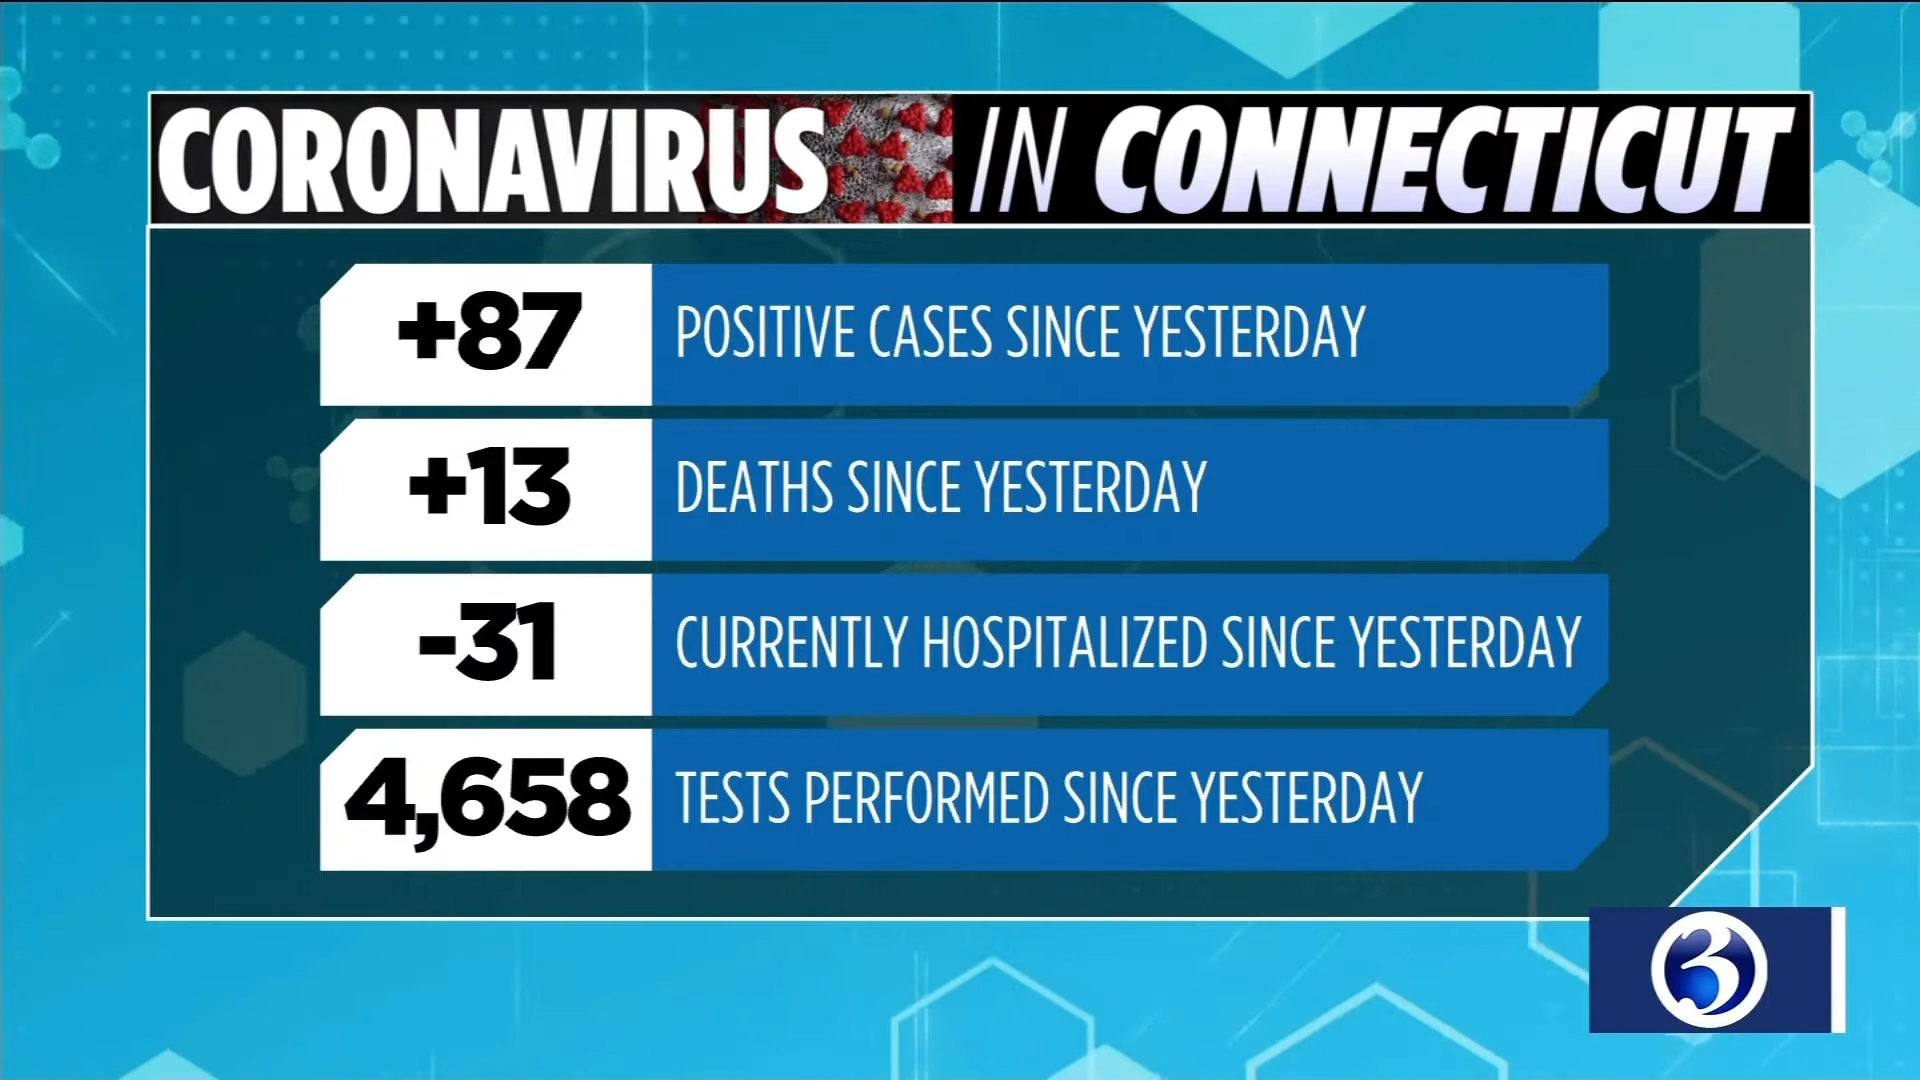 CORONAVIRUS IN CONNECTICUT
+87 POSITIVE CASES SINCE YESTERDAY
+13 DEATHS SINCE YESTERDAY
-31 CURRENTLY HOSPITALIZED SINCE YESTERDAY
4,658 TESTS PERFORMED SINCE YESTERDAY
3